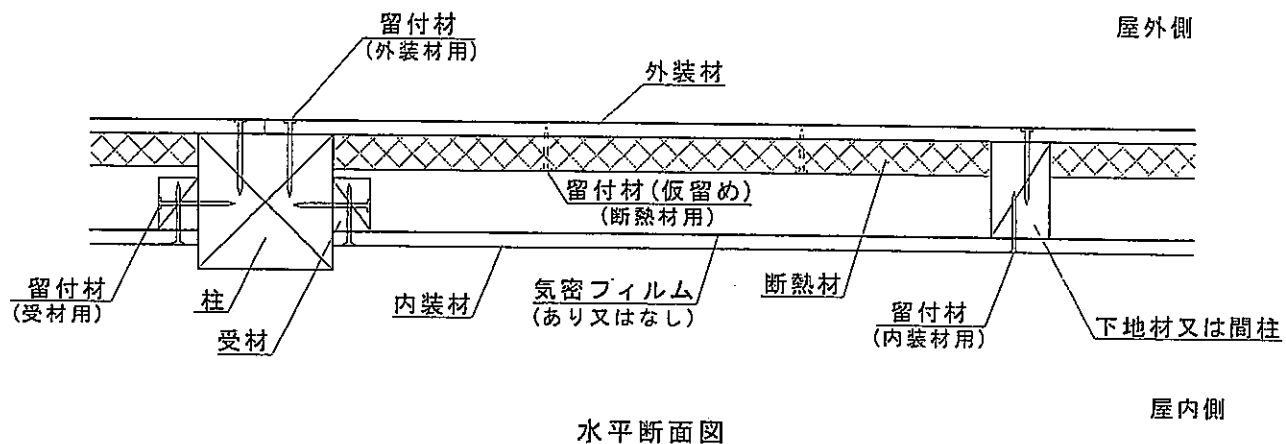 留付材
(外装材用)
屋外側
外装材
留付材(仮留め)
(断熱材用)
留付材
(受材用)
柱
受材
内装材
気密フィルム
(あり又はなし)
断熱材
留付材
(内装材用)
下地材又は間柱
屋内側
水平断面図